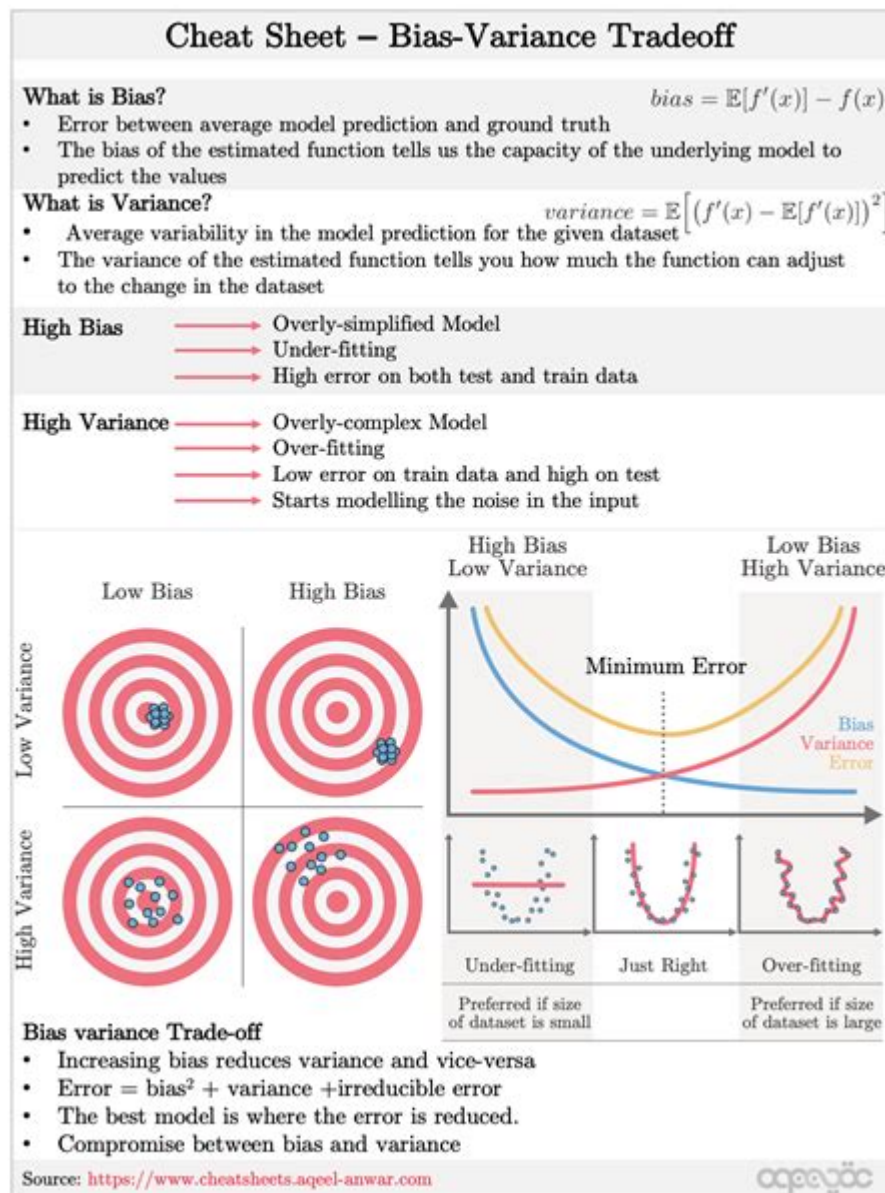 Cheat Sheet – Bias-Variance Tradeoff
What is Bias?
bias = 𝔼[f′(x)] − f(x)
• Error between average model prediction and ground truth
• The bias of the estimated function tells us the capacity of the underlying model to
predict the values
What is Variance?
variance = 𝔼[(f′(x) − 𝔼[f′(x)])²]
• Average variability in the model prediction for the given dataset
• The variance of the estimated function tells you how much the function can adjust
to the change in the dataset
High Bias
Overly-simplified Model
Under-fitting
High error on both test and train data
High Variance
Overly-complex Model
Over-fitting
Low error on train data and high on test
Starts modelling the noise in the input
Low Bias
High Bias
Low Variance
High Variance
High Bias
Low Variance
Low Bias
High Variance
Minimum Error
Bias
Variance
Error
Under-fitting
Just Right
Over-fitting
Preferred if size
of dataset is small
Preferred if size
of dataset is large
Bias variance Trade-off
• Increasing bias reduces variance and vice-versa
• Error = bias² + variance +irreducible error
• The best model is where the error is reduced.
• Compromise between bias and variance
Source: https://www.cheatsheets.aqeel-anwar.com